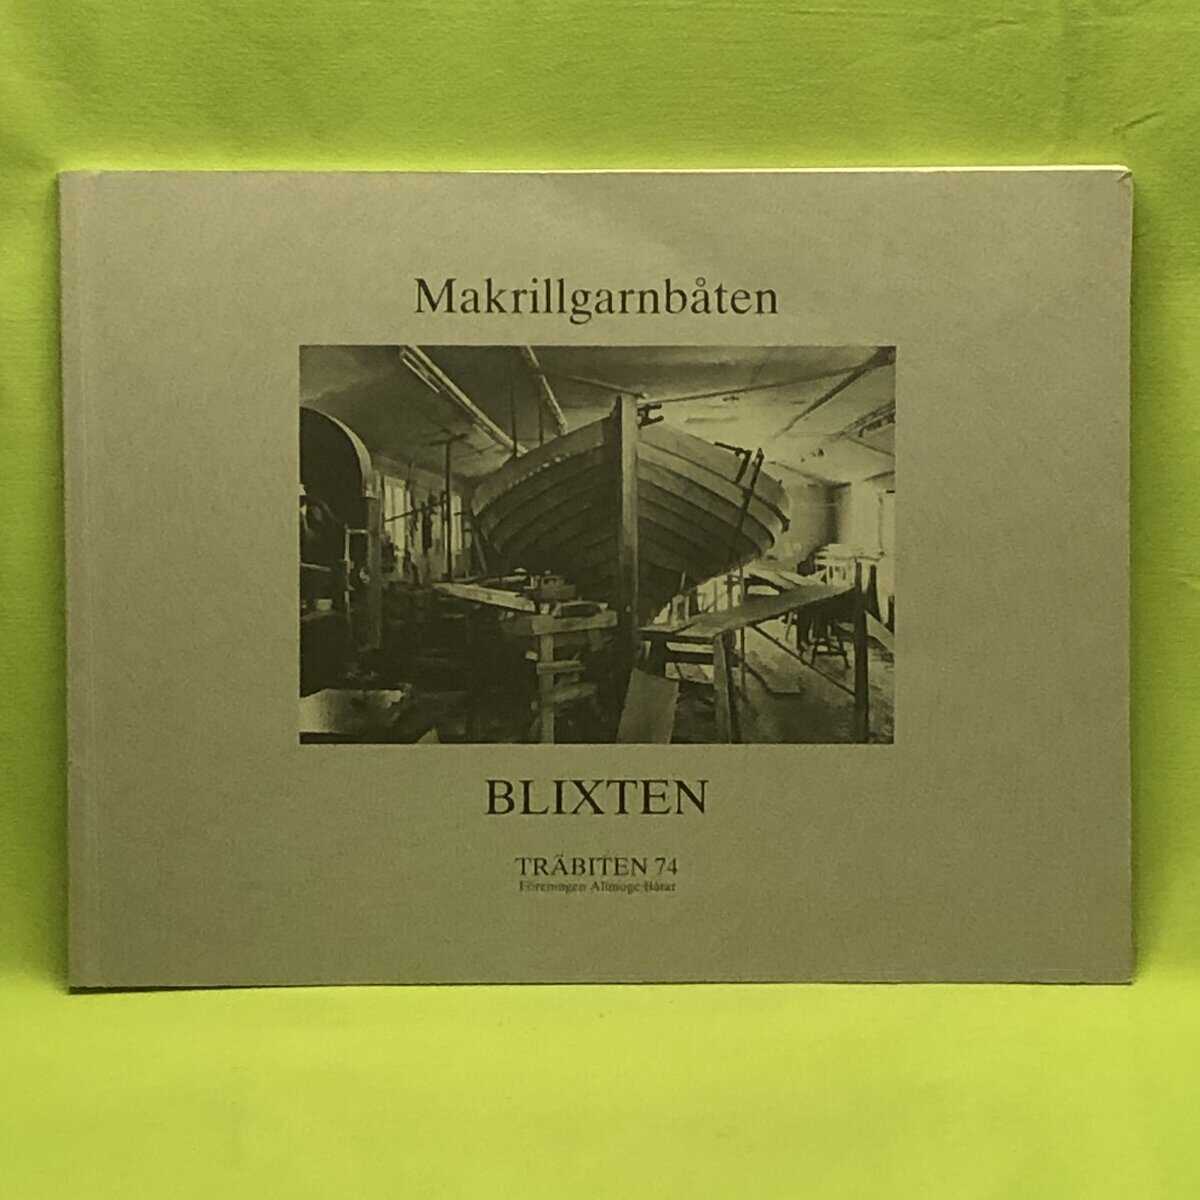 Makrillgarnbåten
BLIXTEN
TRÄBITEN 74
Föreningen Allmoge Båtar